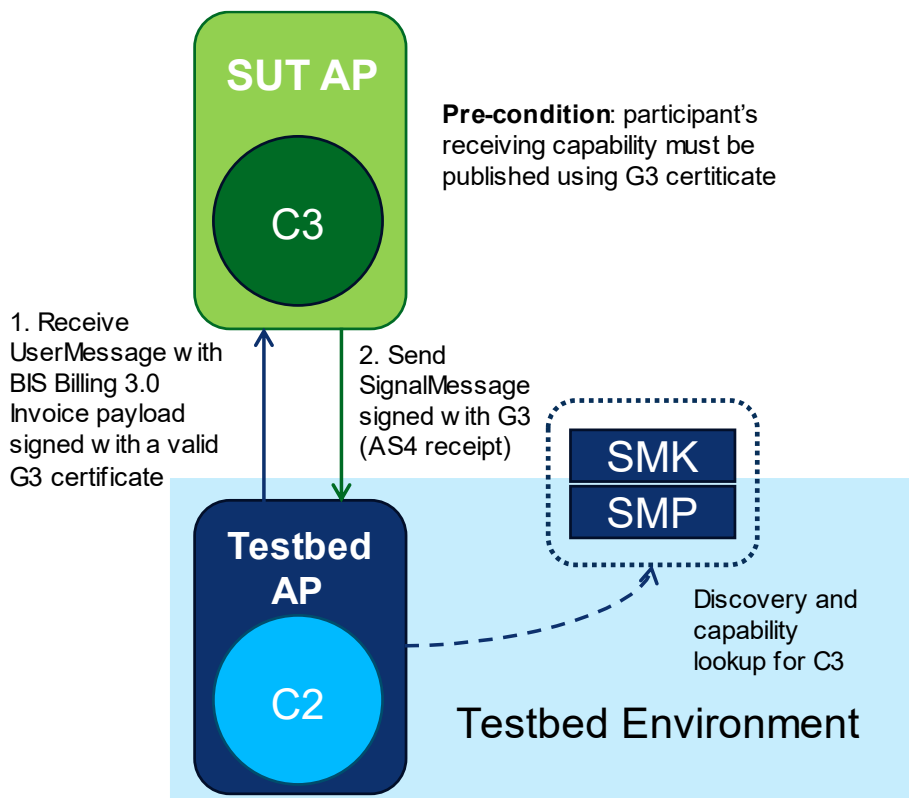 SUT AP
C3
Pre-condition: participant's
receiving capability must be
published using G3 certiticate
1. Receive
UserMessage with
BIS Billing 3.0
Invoice payload
signed with a valid
G3 certificate
2. Send
SignalMessage
signed with G3
(AS4 receipt)
SMK
SMP
Testbed
AP
C2
Discovery and
capability
lookup for C3
Testbed Environment